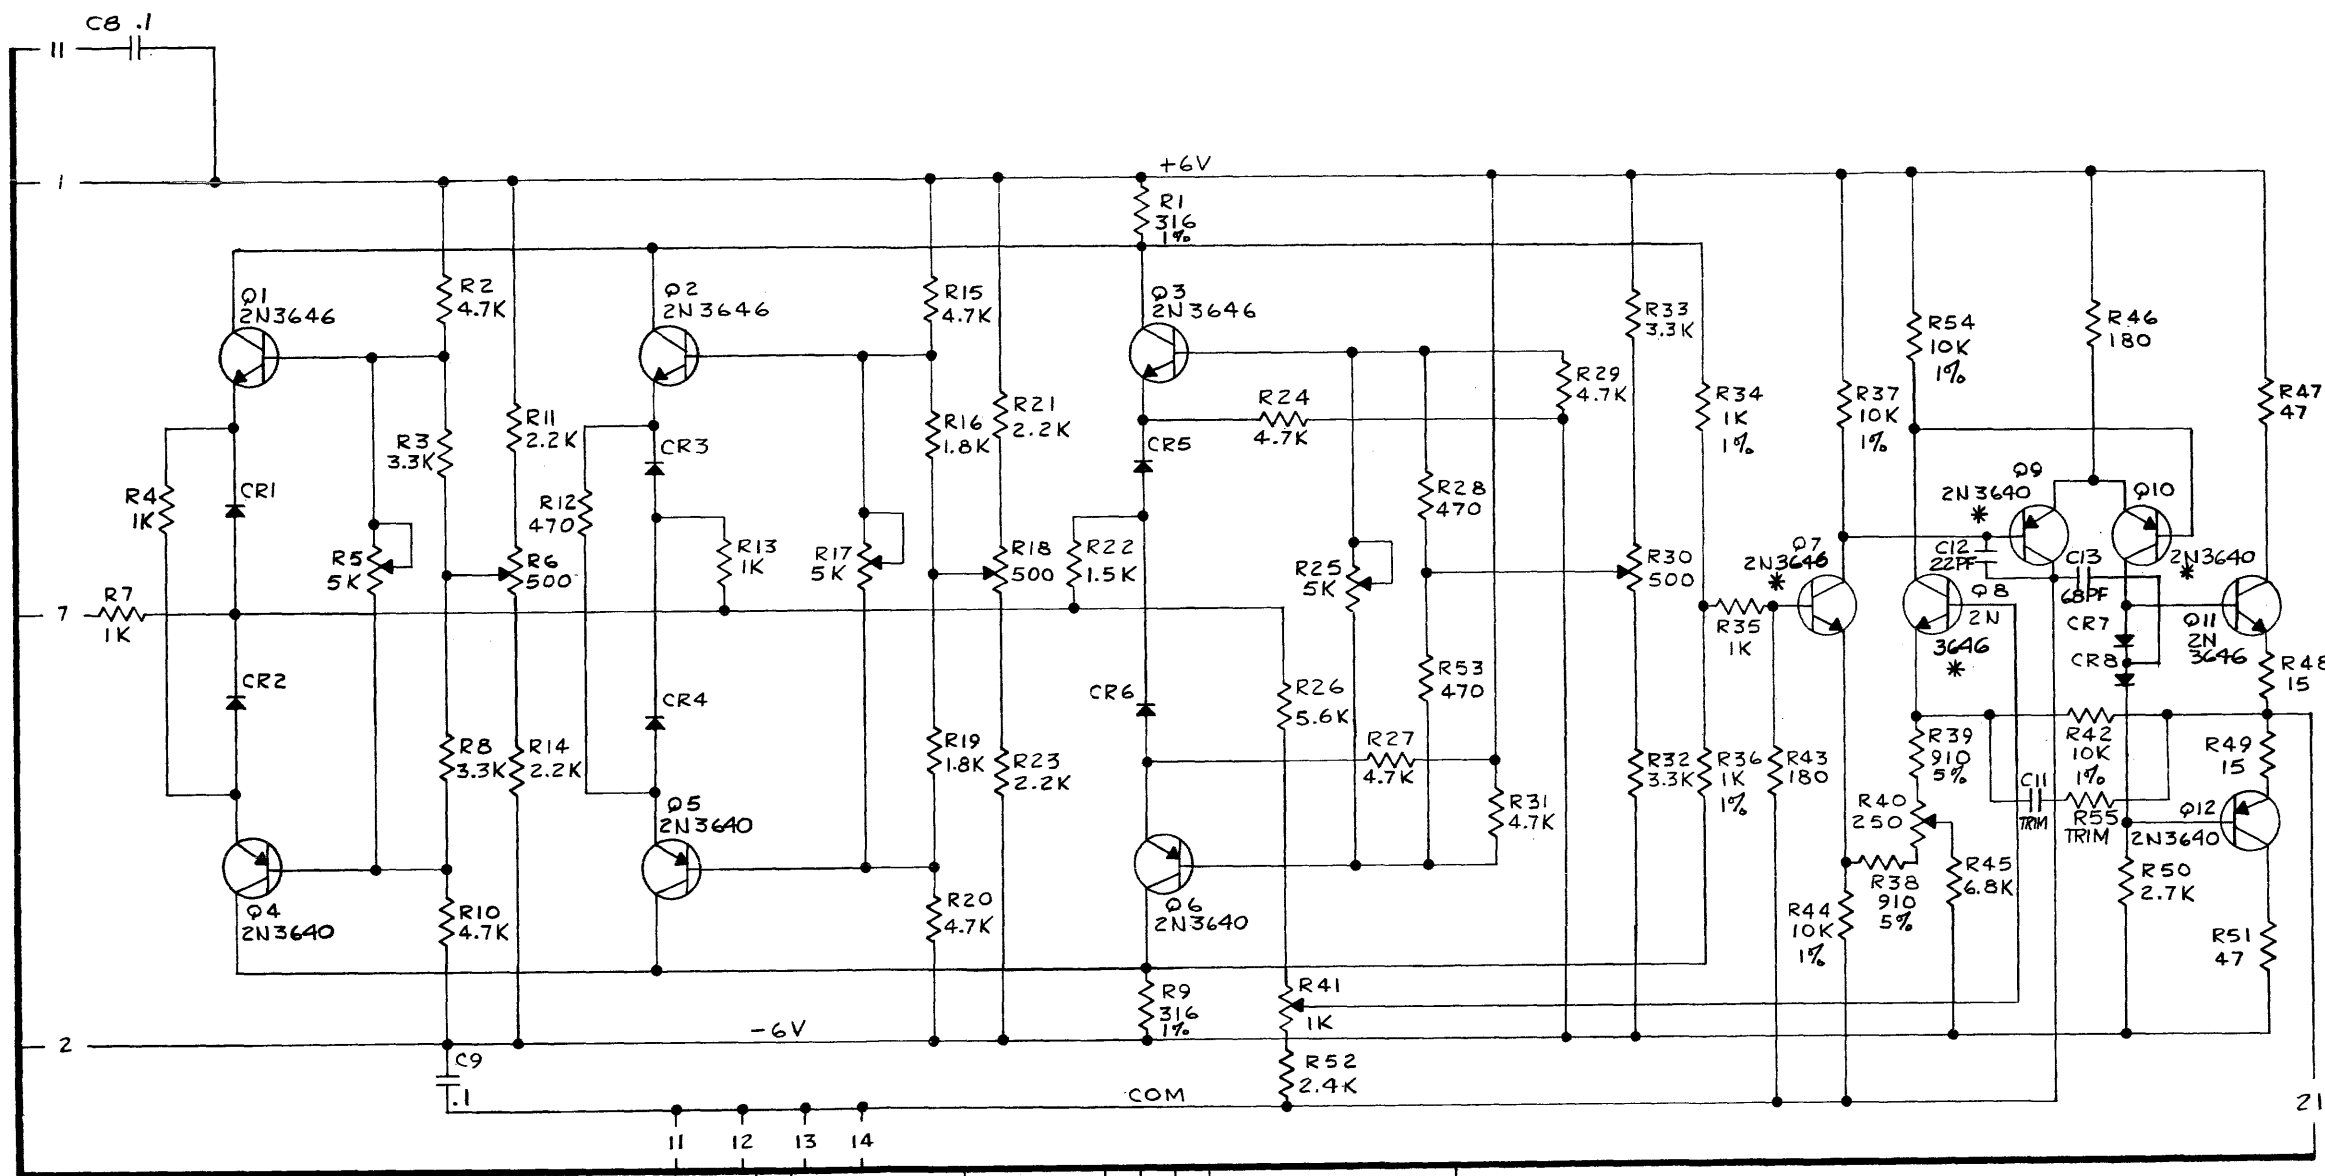 C8 .1
11
1
+6V
R1
316
1%
Q1
2N3646
R2
4.7K
Q2
2N3646
R15
4.7K
Q3
2N3646
R33
3.3K
R54
10K
1%
R46
180
R3
3.3K
R11
2.2K
R16
1.8K
R21
2.2K
R24
4.7K
R29
4.7K
R34
1K
1%
R37
10K
1%
R47
47
R4
1K
CR1
R12
470
CR3
CR5
R28
470
Q9
2N3640
*
Q10
2N3640
*
R5
5K
R6
500
R13
1K
R17
5K
R18
500
R22
1.5K
R25
5K
R30
500
Q7
2N3646
*
C12
22PF
C13
68PF
7
R7
1K
R35
1K
Q8
2N
3646
*
CR7
CR8
Q11
2N
3646
R48
15
CR2
CR4
CR6
R26
5.6K
R53
470
R8
3.3K
R14
2.2K
R19
1.8K
R23
2.2K
R27
4.7K
R32
3.3K
R36
1K
1%
R43
180
R39
910
5%
R42
10K
1%
R49
15
R40
250
C11
TRIM
R55
TRIM
Q12
2N3640
Q5
2N3640
R31
4.7K
Q4
2N3640
R10
4.7K
R20
4.7K
Q6
2N3640
R44
10K
1%
R38
910
5%
R45
6.8K
R50
2.7K
R51
47
R9
316
1%
R41
1K
2
-6V
C9
.1
R52
2.4K
COM
11 12 13 14
21